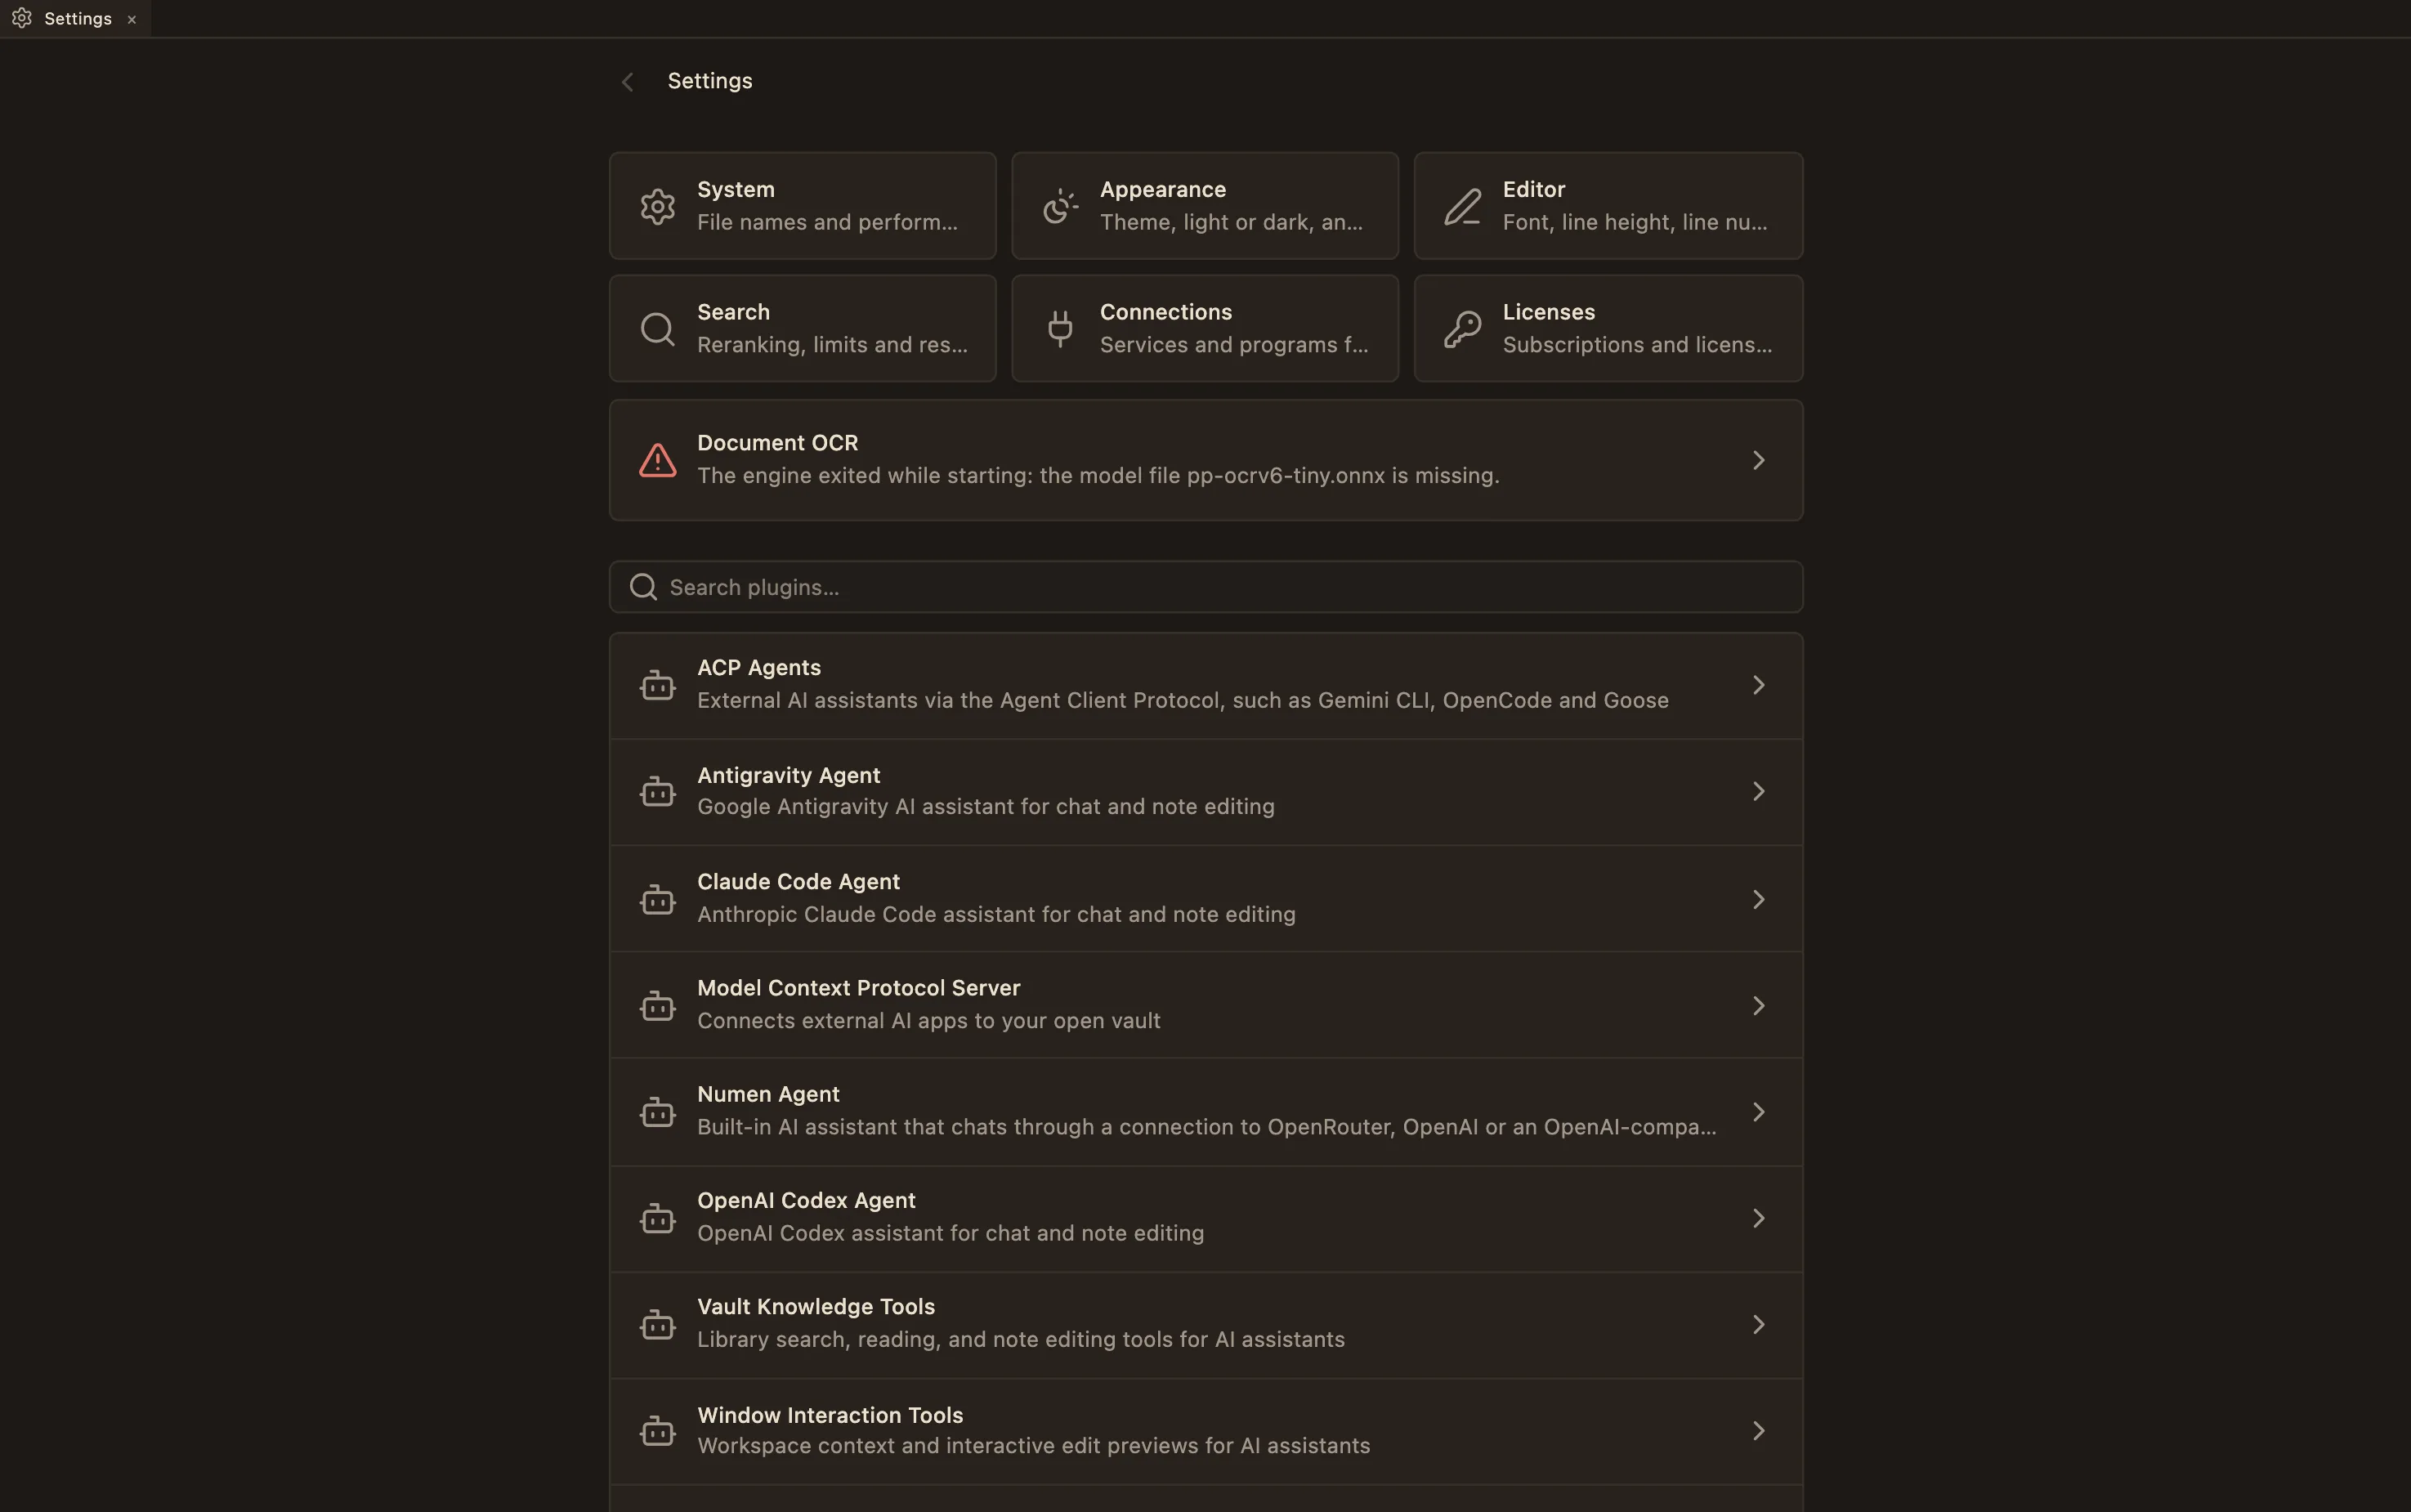 Settings ×
Settings
System
File names and perform...
Appearance
Theme, light or dark, an...
Editor
Font, line height, line nu...
Search
Reranking, limits and res...
Connections
Services and programs f...
Licenses
Subscriptions and licens...
Document OCR
The engine exited while starting: the model file pp-ocrv6-tiny.onnx is missing.
Search plugins...
ACP Agents
External AI assistants via the Agent Client Protocol, such as Gemini CLI, OpenCode and Goose
Antigravity Agent
Google Antigravity AI assistant for chat and note editing
Claude Code Agent
Anthropic Claude Code assistant for chat and note editing
Model Context Protocol Server
Connects external AI apps to your open vault
Numen Agent
Built-in AI assistant that chats through a connection to OpenRouter, OpenAI or an OpenAI-compa...
OpenAI Codex Agent
OpenAI Codex assistant for chat and note editing
Vault Knowledge Tools
Library search, reading, and note editing tools for AI assistants
Window Interaction Tools
Workspace context and interactive edit previews for AI assistants